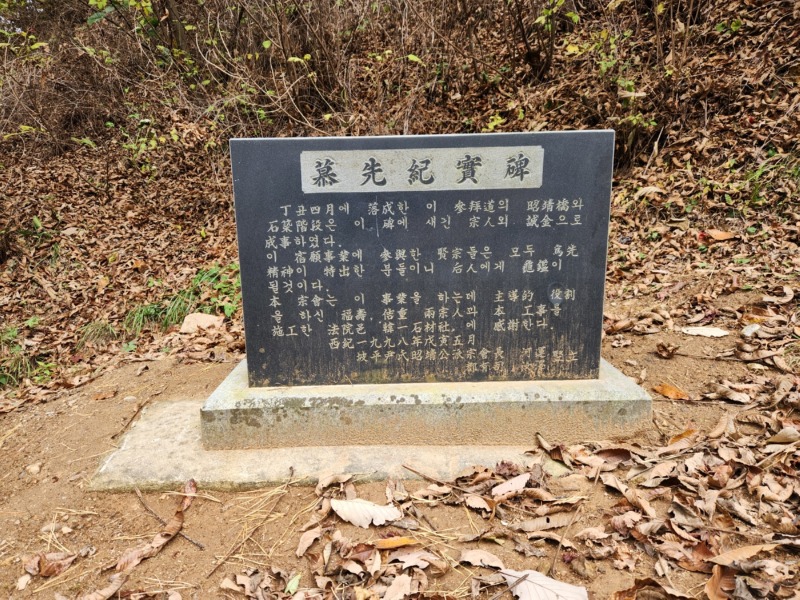 慕先紀實碑
丁丑四月에 落成한 이 參拜道의 昭靖橋와
石築階段은 이 碑에 새긴 宗人의 誠金으로
成事하였다.
이 宿願事業에 參與한 賢宗들은 모두 爲先
精神이 特出한 분들이니 后人에게 龜鑑이
될것이다.
本 宗會는 이 事業을 하는데 主導的 役割
을 하신 福壽, 佶重 兩宗人과 本 工事를
施工한 法院邑 韓一石材社에 感謝한다.
西紀一九九八年戊寅五月
坡平尹氏昭靖公派宗會長